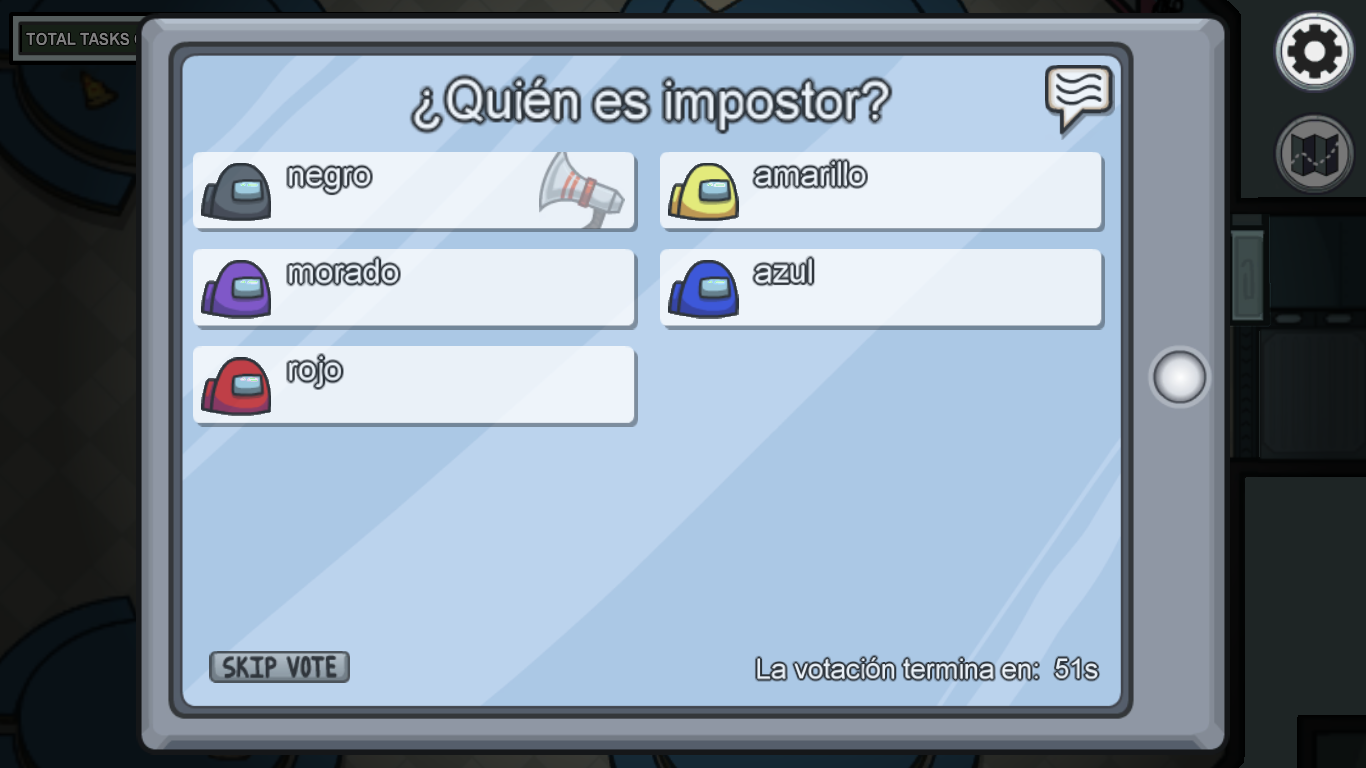 TOTAL TASKS
¿Quién es impostor?
negro
amarillo
morado
azul
rojo
SKIP VOTE
La votación termina en: 51s